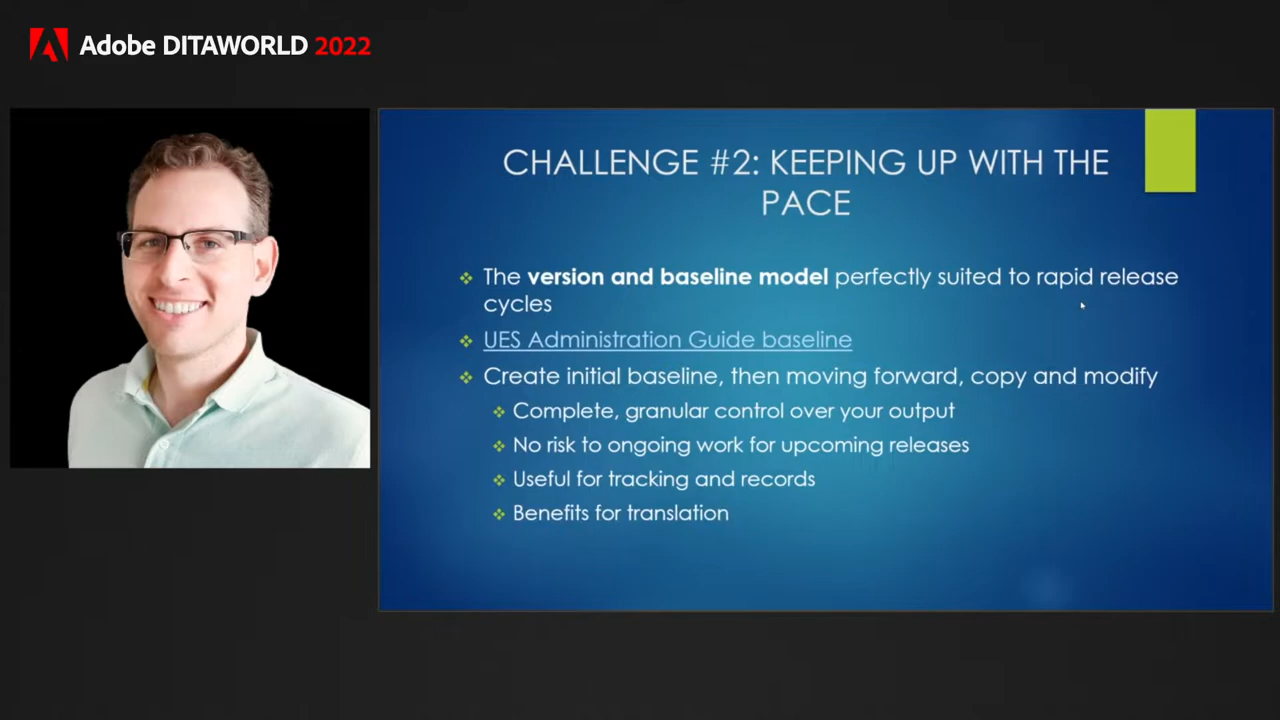 Adobe DITAWORLD 2022
CHALLENGE #2: KEEPING UP WITH THE
PACE
The version and baseline model perfectly suited to rapid release
cycles
UES Administration Guide baseline
Create initial baseline, then moving forward, copy and modify
Complete, granular control over your output
No risk to ongoing work for upcoming releases
Useful for tracking and records
Benefits for translation